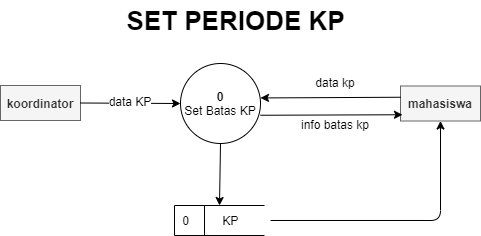 SET PERIODE KP
koordinator
data KP
0
Set Batas KP
data kp
info batas kp
mahasiswa
0
KP